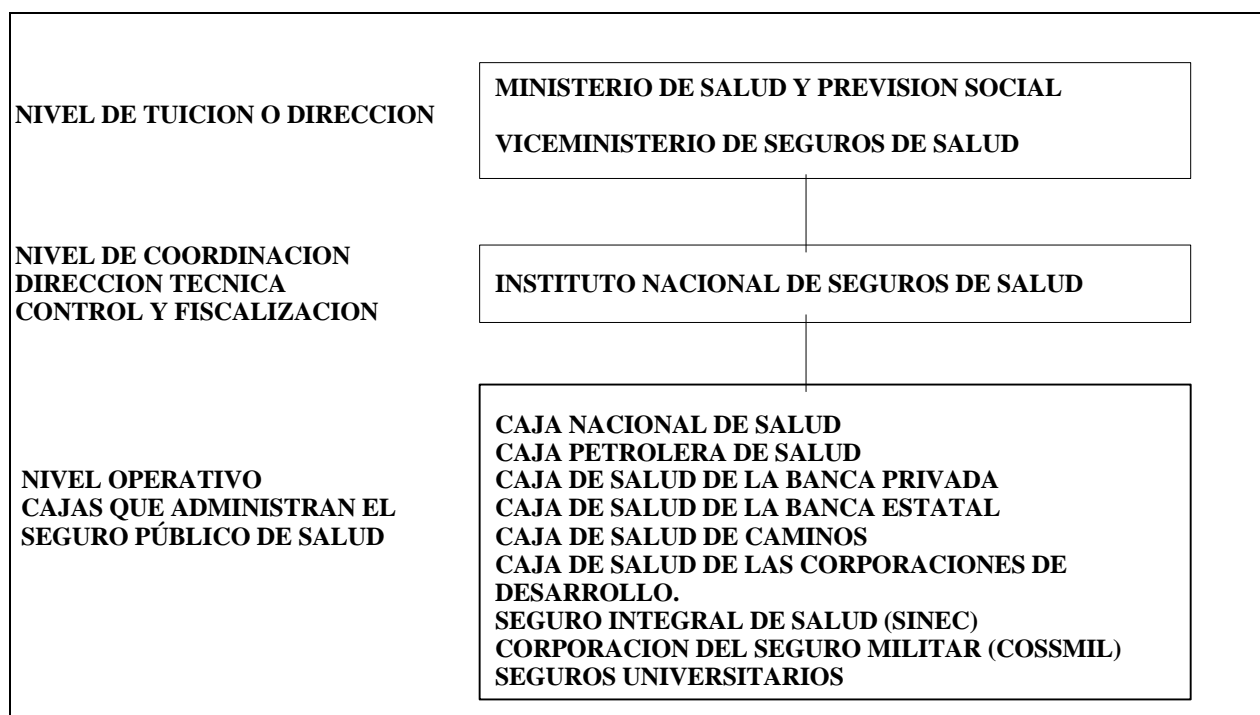 NIVEL DE TUICION O DIRECCION
MINISTERIO DE SALUD Y PREVISION SOCIAL
VICEMINISTERIO DE SEGUROS DE SALUD
NIVEL DE COORDINACION
DIRECCION TECNICA
CONTROL Y FISCALIZACION
INSTITUTO NACIONAL DE SEGUROS DE SALUD
NIVEL OPERATIVO
CAJAS QUE ADMINISTRAN EL
SEGURO PÚBLICO DE SALUD
CAJA NACIONAL DE SALUD
CAJA PETROLERA DE SALUD
CAJA DE SALUD DE LA BANCA PRIVADA
CAJA DE SALUD DE LA BANCA ESTATAL
CAJA DE SALUD DE CAMINOS
CAJA DE SALUD DE LAS CORPORACIONES DE
DESARROLLO.
SEGURO INTEGRAL DE SALUD (SINEC)
CORPORACION DEL SEGURO MILITAR (COSSMIL)
SEGUROS UNIVERSITARIOS